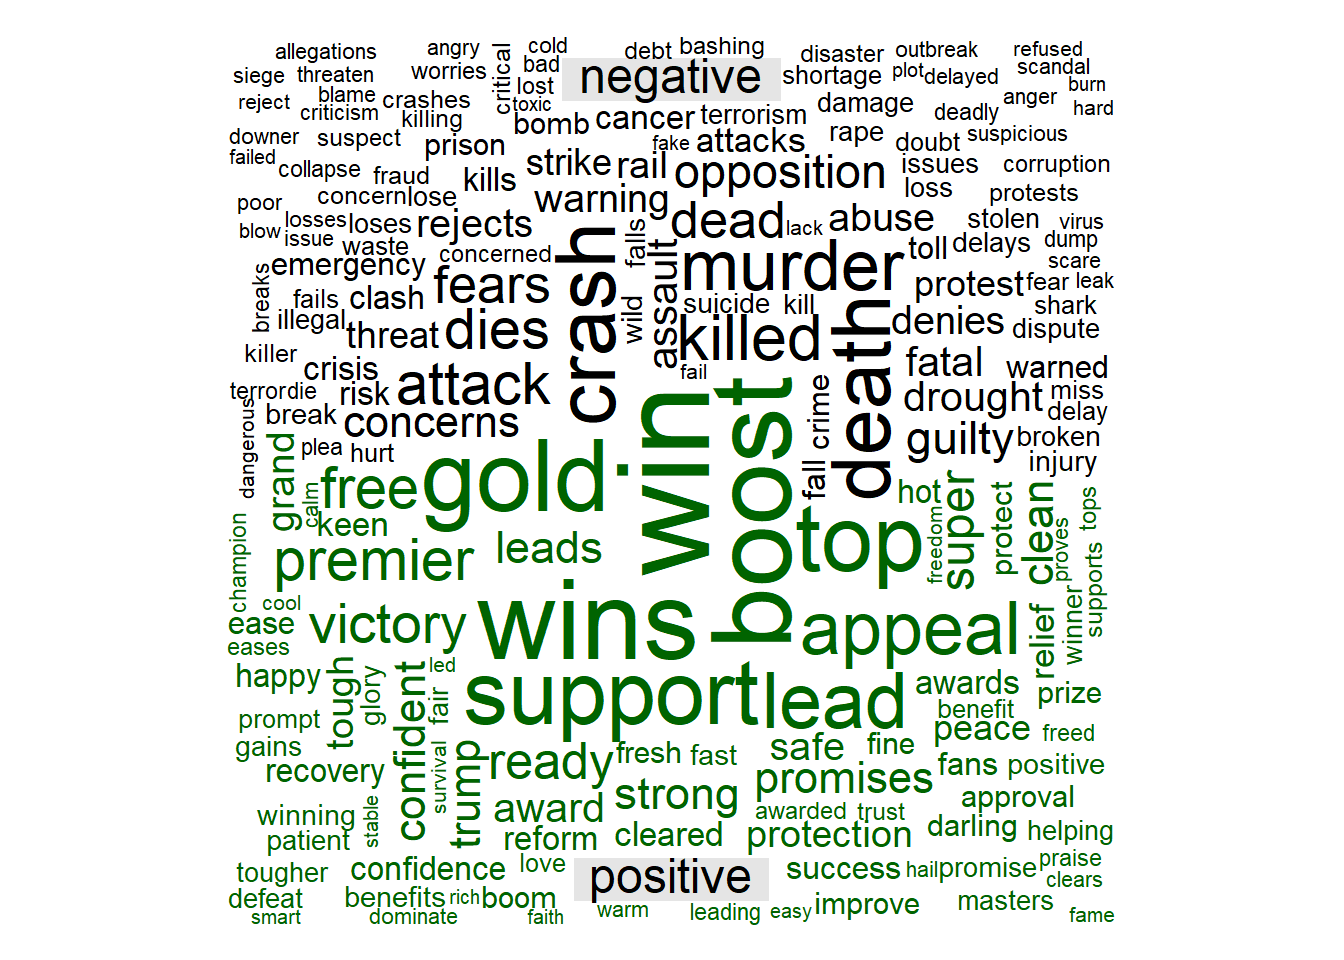 allegations angry critical cold debt bashing disaster outbreak refused
siege threaten worries bad negative shortage plot delayed scandal
reject blame crashes lost toxic damage deadly anger burn
criticism killing bomb cancer terrorism hard
downer suspect prison fake attacks rape doubt suspicious
failed collapse fraud kills strike rail opposition issues corruption
poor concern lose warning dead abuse loss protests
blow losses loses rejects crash falls lack stolen virus
issue waste concerned assault murder toll delays dump
breaks emergency fears suicide kill death protest fear scare leak
fails clash wild shark
illegal threat dies killed denies dispute
killer crisis fail fatal warned
terror die risk attack win boost crime drought miss
dangerous break concerns fall guilty delay broken
plea hurt injury
grand calm free gold hot super protect clean tops
keen top freedom proves
champion premier leads supports
cool wins
ease victory appeal relief winner
eases
happy tough glory confident led fair support lead awards prize
prompt benefit peace freed
gains survival trump ready fresh fast safe fine
recovery promises fans positive
winning stable award strong awarded trust approval
patient reform cleared protection darling helping
tougher confidence love positive success hail promise praise
clears
defeat benefits rich boom improve masters
smart dominate faith warm leading easy fame